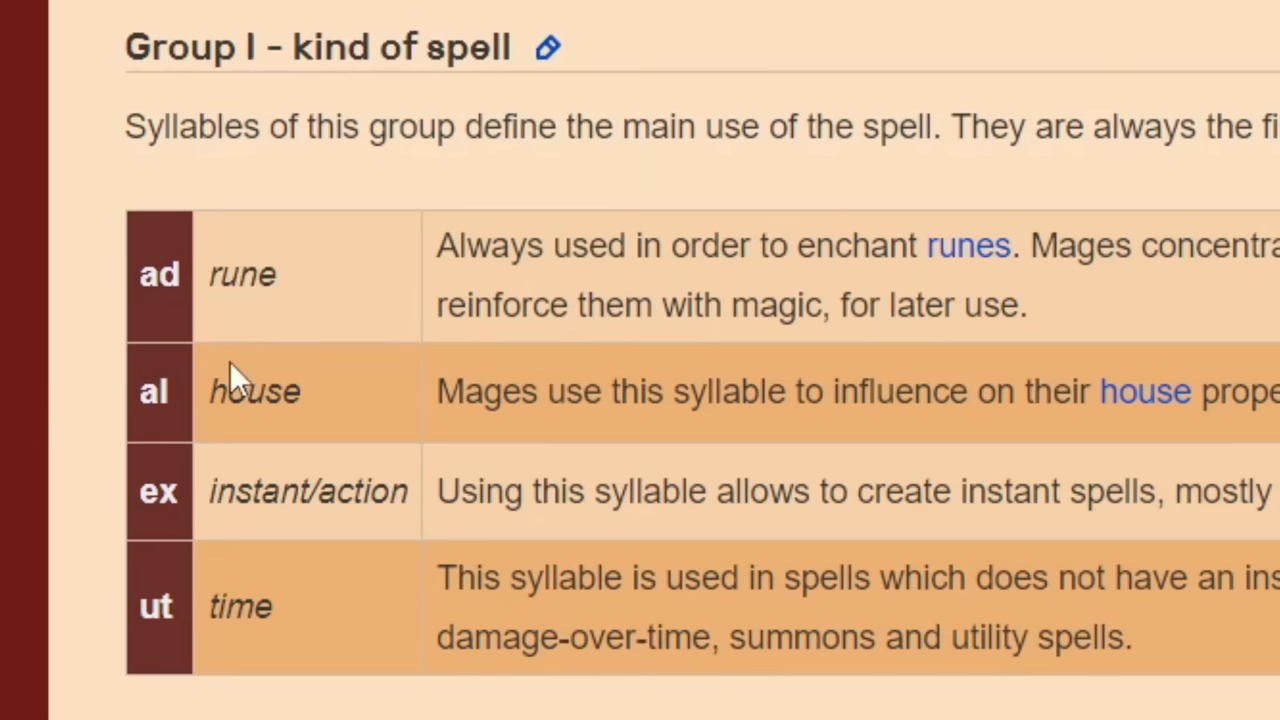 Group I - kind of spell
Syllables of this group define the main use of the spell. They are always the
ad rune Always used in order to enchant runes. Mages
reinforce them with magic, for later use.
al house Mages use this syllable to influence on their house
ex instant/action Using this syllable allows to create instant spells, mostly
ut time This syllable is used in spells which does not have an
damage-over-time, summons and utility spells.